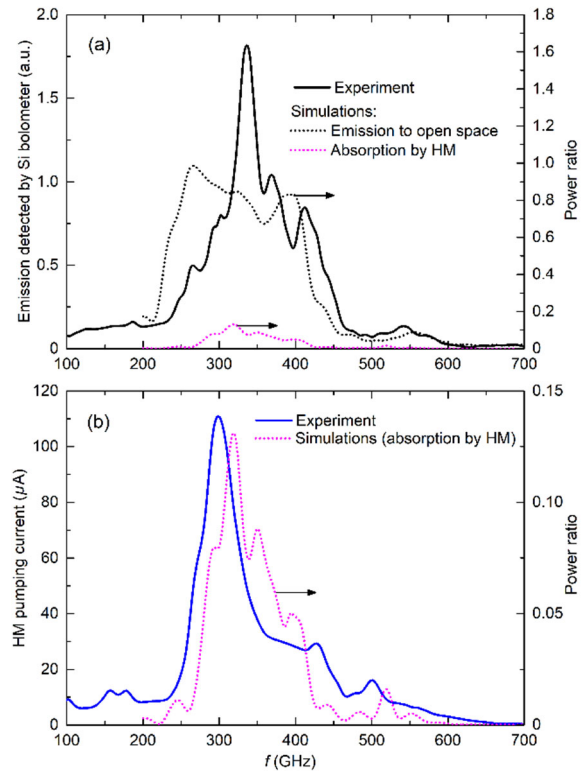 (a)
Emission detected by Si bolometer (a.u.)
2.0
1.5
1.0
0.5
0
Power ratio
1.8
1.6
1.4
1.2
1.0
0.8
0.6
0.4
0.2
0
Experiment
Simulations:
Emission to open space
Absorption by HM
100 200 300 400 500 600 700
(b)
HM pumping current (µA)
120
100
80
60
40
20
0
Power ratio
0.15
0.10
0.05
0
Experiment
Simulations (absorption by HM)
100 200 300 400 500 600 700
f (GHz)